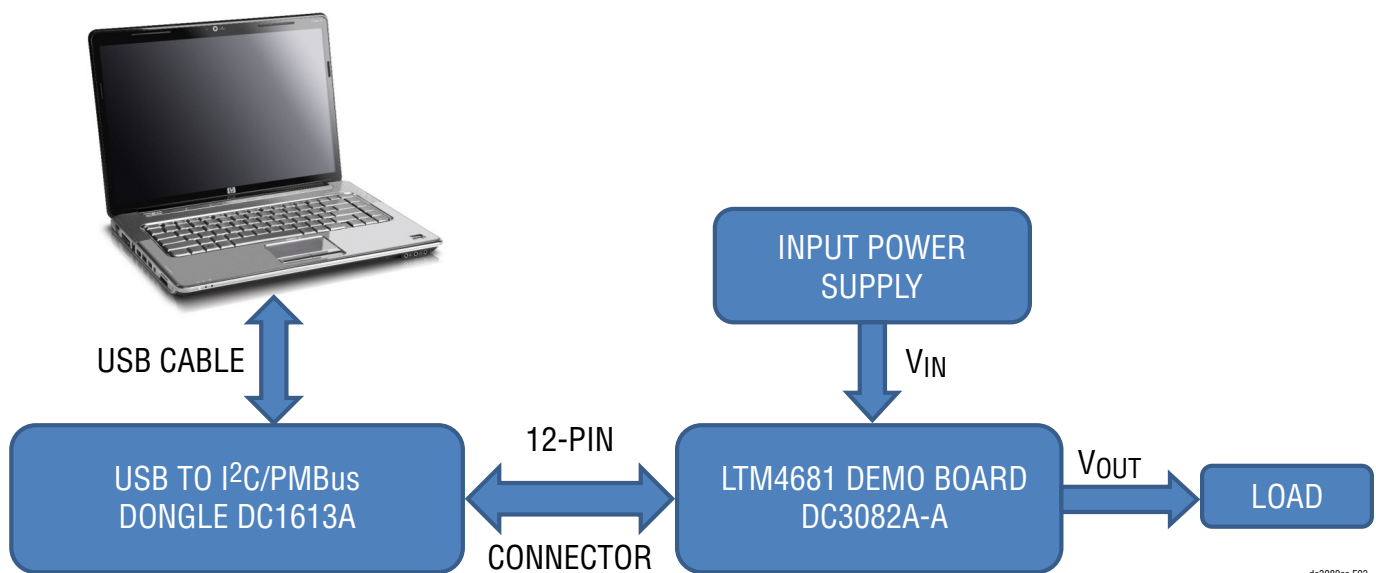 INPUT POWER
SUPPLY
USB CABLE
VIN
12-PIN
USB TO I2C/PMBus
DONGLE DC1613A
LTM4681 DEMO BOARD
DC3082A-A
VOUT
LOAD
CONNECTOR